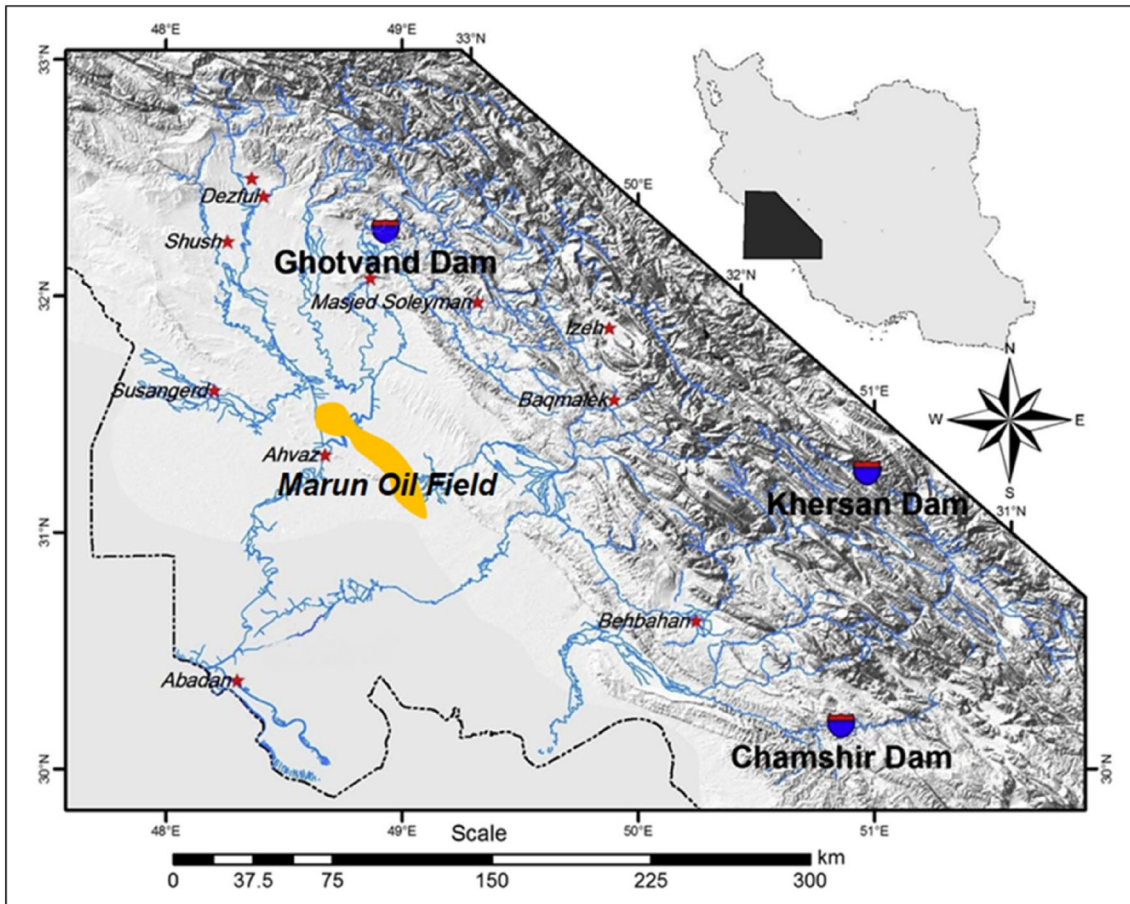 48°E
49°E
33°N
33°N
50°E
Dezful
Shush
Ghotvand Dam
32°N
32°N
Masjed Soleyman
Izeh
N
W
E
S
51°E
Susangerd
Baqmalek
Ahvaz
Marun Oil Field
Khersan Dam
31°N
31°N
Behbahan
Abadan
Chamshir Dam
30°N
30°N
48°E
49°E
50°E
51°E
Scale
km
0
37.5
75
150
225
300